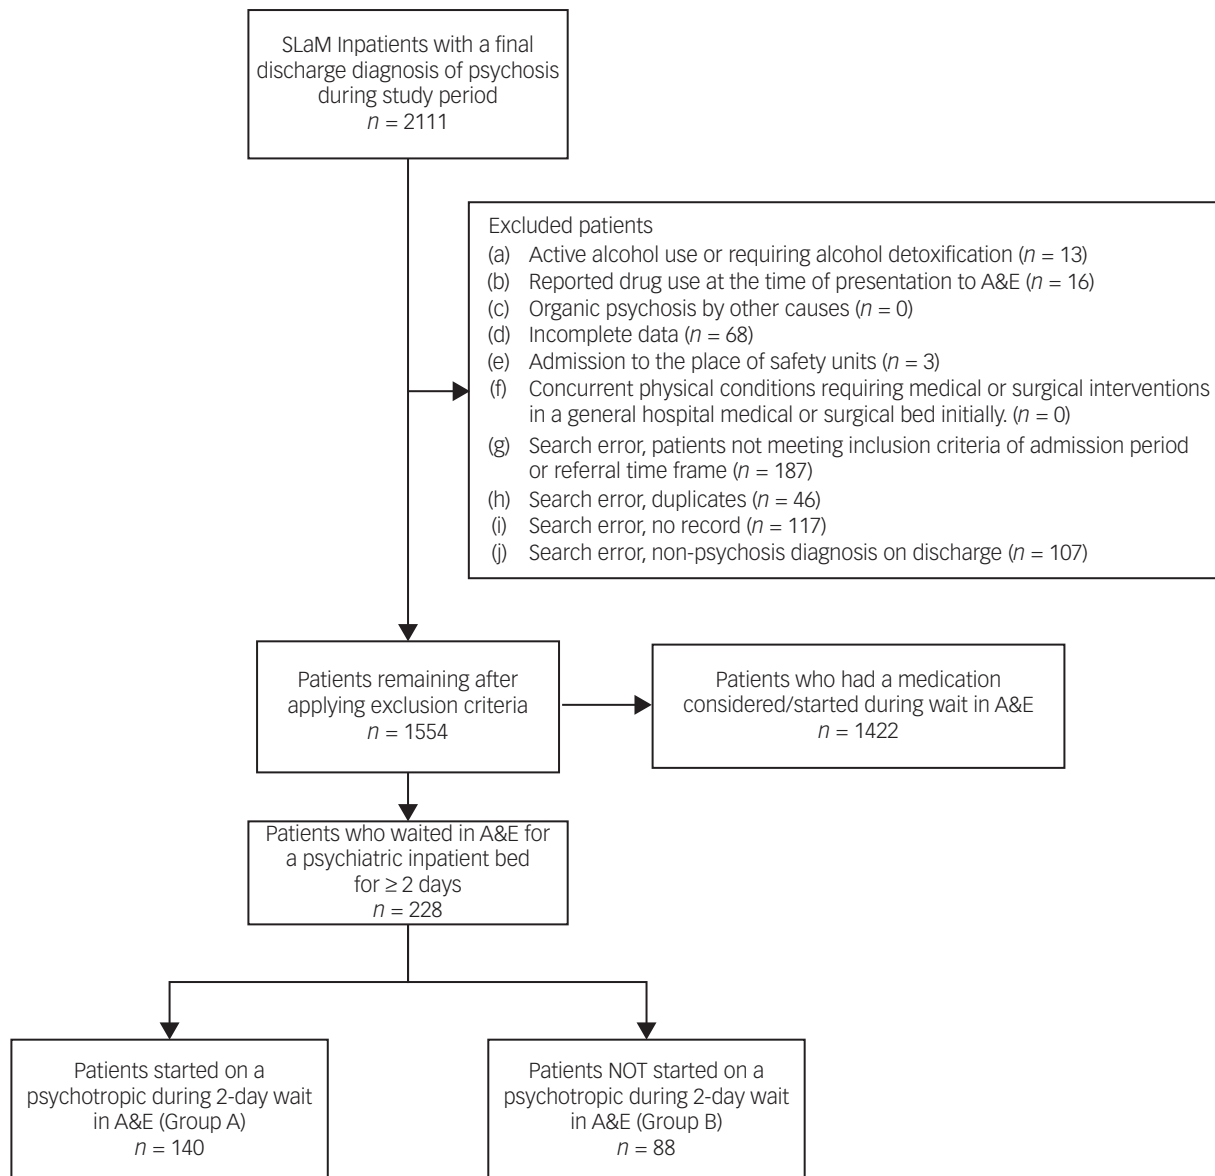 SLaM Inpatients with a final
discharge diagnosis of psychosis
during study period
n = 2111
Excluded patients
(a) Active alcohol use or requiring alcohol detoxification (n = 13)
(b) Reported drug use at the time of presentation to A&E (n = 16)
(c) Organic psychosis by other causes (n = 0)
(d) Incomplete data (n = 68)
(e) Admission to the place of safety units (n = 3)
(f) Concurrent physical conditions requiring medical or surgical interventions
in a general hospital medical or surgical bed initially. (n = 0)
(g) Search error, patients not meeting inclusion criteria of admission period
or referral time frame (n = 187)
(h) Search error, duplicates (n = 46)
(i) Search error, no record (n = 117)
(j) Search error, non-psychosis diagnosis on discharge (n = 107)
Patients remaining after
applying exclusion criteria
n = 1554
Patients who had a medication
considered/started during wait in A&E
n = 1422
Patients who waited in A&E for
a psychiatric inpatient bed
for ≥ 2 days
n = 228
Patients started on a
psychotropic during 2-day wait
in A&E (Group A)
n = 140
Patients NOT started on a
psychotropic during 2-day wait
in A&E (Group B)
n = 88